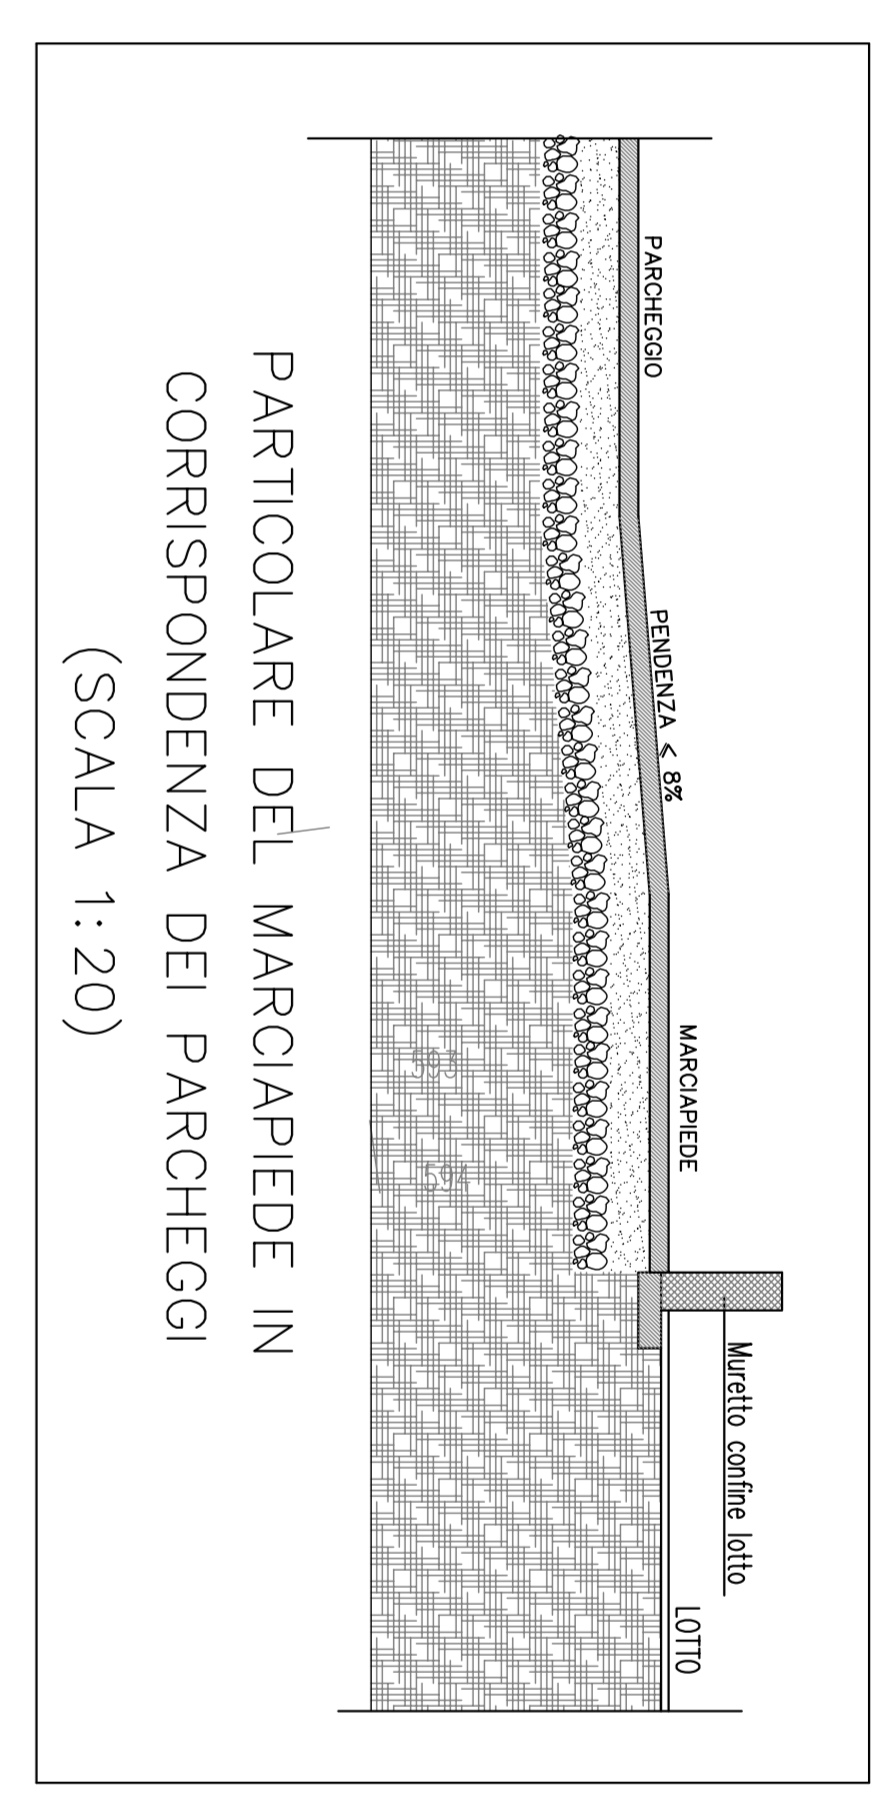 PARCHEGGIO
PENDENZA ≤ 8%
MARCIAPIEDE
Muretto confine lotto
LOTTO
593
594
PARTICOLARE DEL MARCIAPIEDE IN
CORRISPONDENZA DEI PARCHEGGI
(SCALA 1:20)